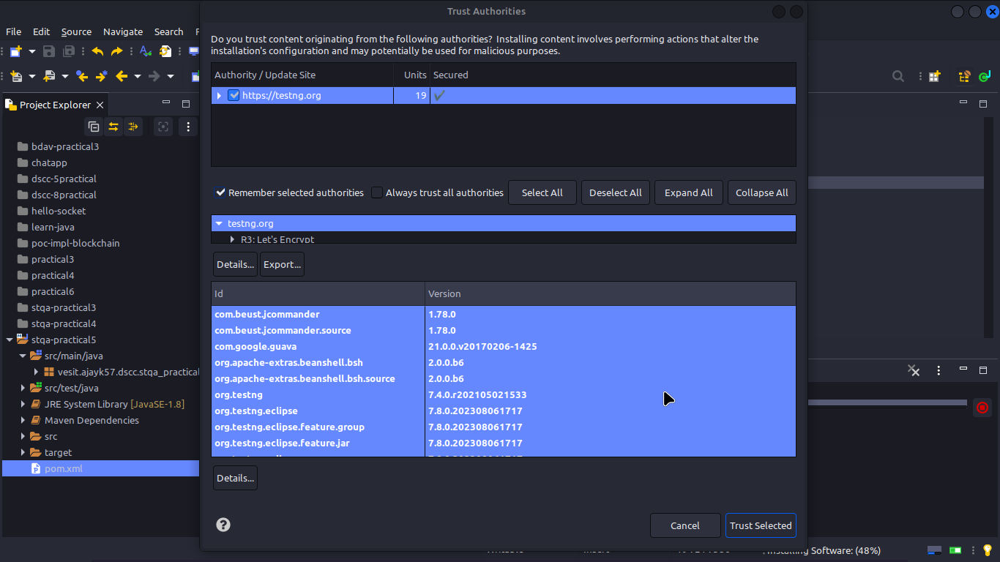 Trust Authorities
File Edit Source Navigate Search
Do you trust content originating from the following authorities? Installing content involves performing actions that alter the
installation's configuration and may potentially be used for malicious purposes.
Authority / Update Site Units Secured
https://testng.org 19
Remember selected authorities Always trust all authorities Select All Deselect All Expand All Collapse All
testng.org
R3: Let's Encrypt
Details... Export...
Id Version
com.beust.jcommander 1.78.0
com.beust.jcommander.source 1.78.0
com.google.guava 21.0.0.v20170206-1425
org.apache-extras.beanshell.bsh 2.0.0.b6
org.apache-extras.beanshell.bsh.source 2.0.0.b6
org.testng 7.4.0.r202105021533
org.testng.eclipse 7.8.0.202308061717
org.testng.eclipse.feature.group 7.8.0.202308061717
org.testng.eclipse.feature.jar 7.8.0.202308061717
Details...
Cancel Trust Selected
Project Explorer
bdav-practical3
chatapp
dscc-5practical
dscc-8practical
hello-socket
learn-java
poc-impl-blockchain
practical3
practical4
practical6
stqa-practical3
stqa-practical4
stqa-practical5
src/main/java
vesit.ajayk57.dscc.stqa_practical
src/test/java
JRE System Library [JavaSE-1.8]
Maven Dependencies
src
target
pom.xml
Installing Software: (48%)